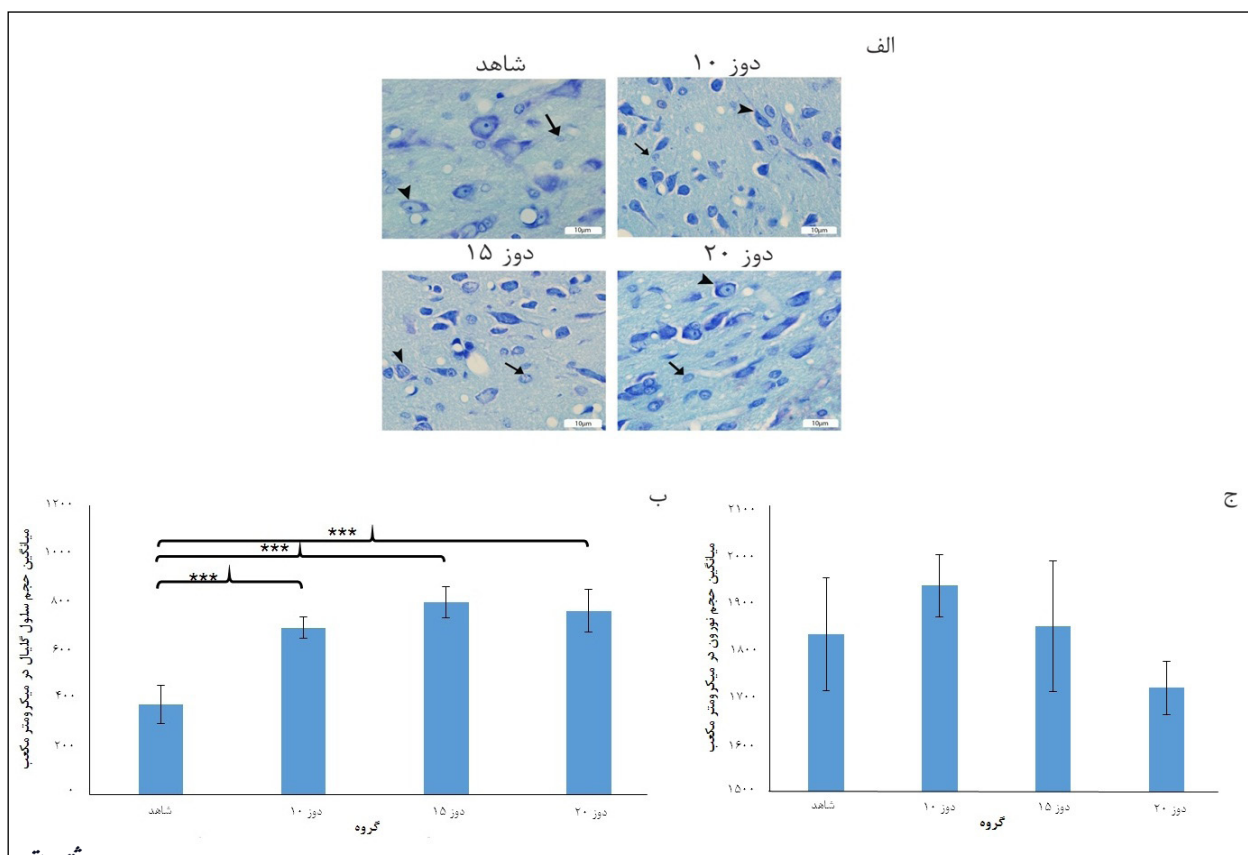 الف
شاهد
دوز ۱۰
10µm
10µm
دوز ۱۵
دوز ۲۰
10µm
10µm
ب
میانگین حجم سلول گلیال در میکرومتر مکعب
۱۲۰۰
۱۰۰۰
۸۰۰
۶۰۰
۴۰۰
۲۰۰
۰
***
***
***
شاهد
دوز ۱۰
دوز ۱۵
دوز ۲۰
گروه
ج
میانگین حجم نورون در میکرومتر مکعب
۲۱۰۰
۲۰۰۰
۱۹۰۰
۱۸۰۰
۱۷۰۰
۱۶۰۰
۱۵۰۰
شاهد
دوز ۱۰
دوز ۱۵
دوز ۲۰
گروه